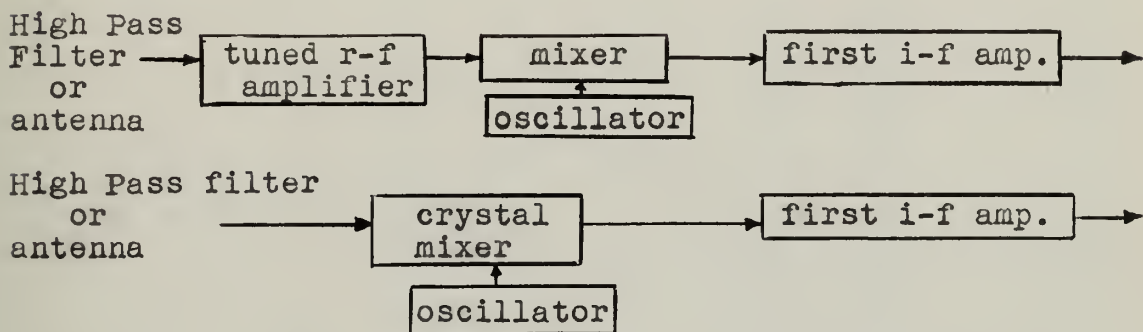 High Pass
Filter
or
antenna
tuned r-f
amplifier
mixer
oscillator
first i-f amp.
High Pass filter
or
antenna
crystal
mixer
oscillator
first i-f amp.